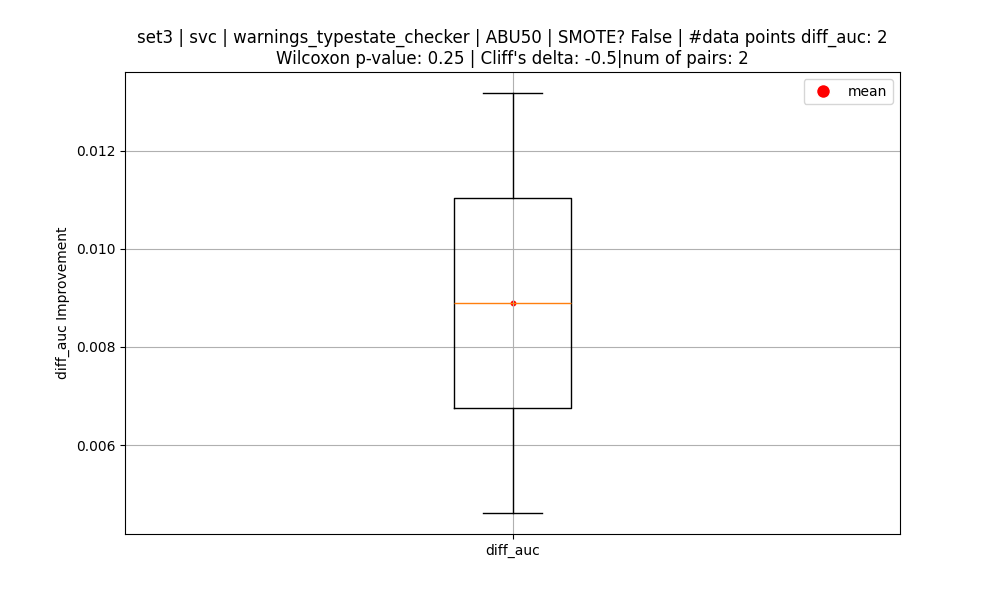 set3 | svc | warnings_typestate_checker | ABU50 | SMOTE? False | #data points diff_auc: 2
Wilcoxon p-value: 0.25 | Cliff's delta: -0.5|num of pairs: 2
mean
0.012
0.010
0.008
0.006
diff_auc Improvement
diff_auc